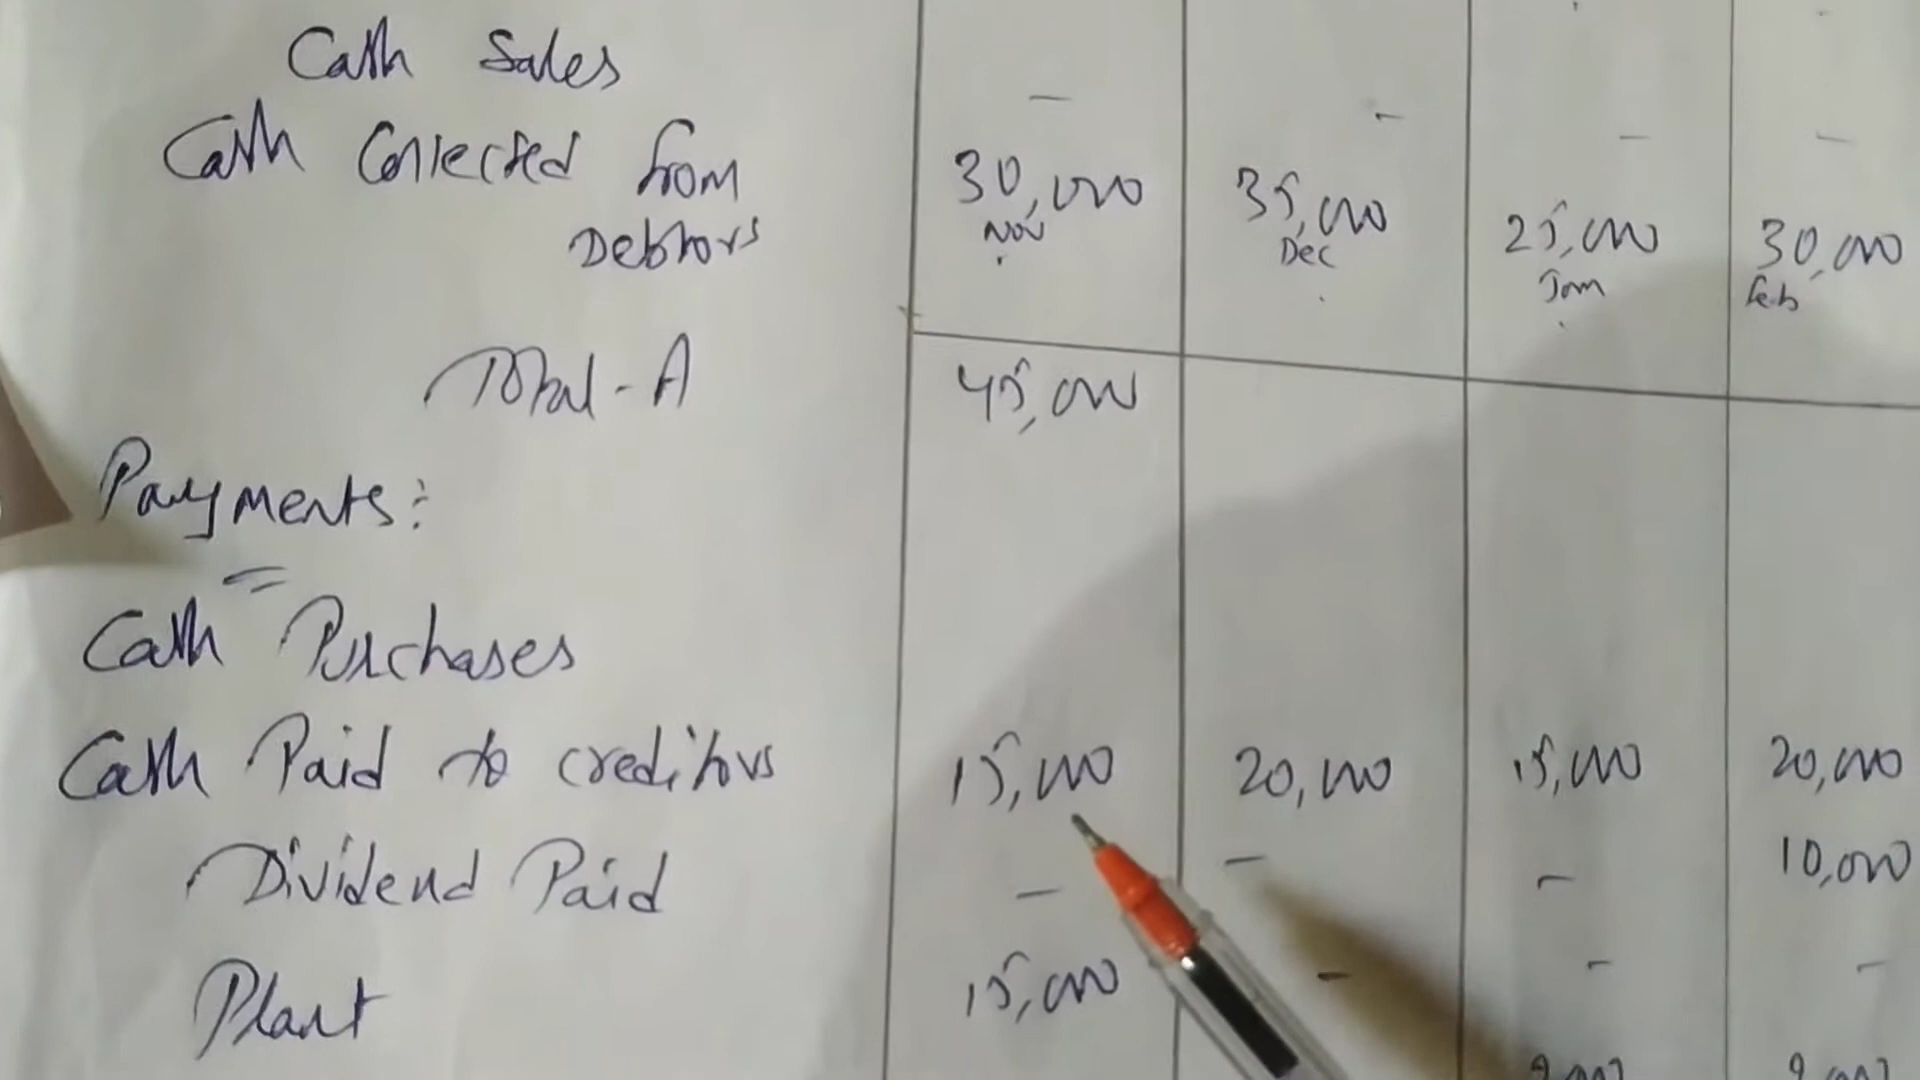 Cash Sales - - - -
Cash Collected from Debtors 30,000 35,000 25,000 30,000
Nov Dec Jan Feb
Total - A 45,000
Payments:
Cash Purchases
Cash Paid to creditors 15,000 20,000 15,000 20,000
Dividend Paid - - - 10,000
Plant 15,000 - - -